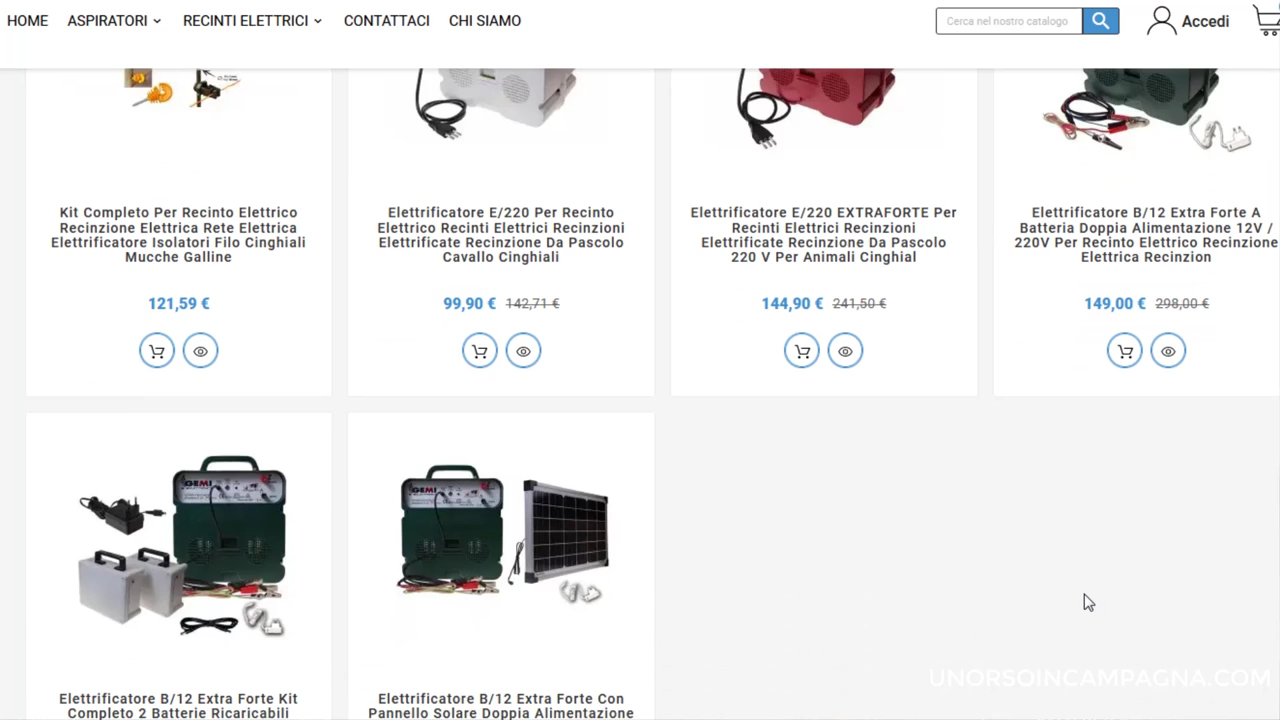 HOME ASPIRATORI RECINTI ELETTRICI CONTATTACI CHI SIAMO
Cerca nel nostro catalogo
Accedi
Kit Completo Per Recinto Elettrico
Recinzione Elettrica Rete Elettrica
Elettrificatore Isolatori Filo Cinghiali
Mucche Galline
121,59 €
Elettrificatore E/220 Per Recinto
Elettrico Recinti Elettrici Recinzioni
Elettrificate Recinzione Da Pascolo
Cavallo Cinghiali
99,90 € 142,71 €
Elettrificatore E/220 EXTRAFORTE Per
Recinti Elettrici Recinzioni
Elettrificate Recinzione Da Pascolo
220 V Per Animali Cinghial
144,90 € 241,50 €
Elettrificatore B/12 Extra Forte A
Batteria Doppia Alimentazione 12V /
220V Per Recinto Elettrico Recinzione
Elettrica Recinzion
149,00 € 298,00 €
GEMI
GEMI
Elettrificatore B/12 Extra Forte Kit
Completo 2 Batterie Ricaricabili
Elettrificatore B/12 Extra Forte Con
Pannello Solare Doppia Alimentazione
UNORSOINCAMPAGNA.COM